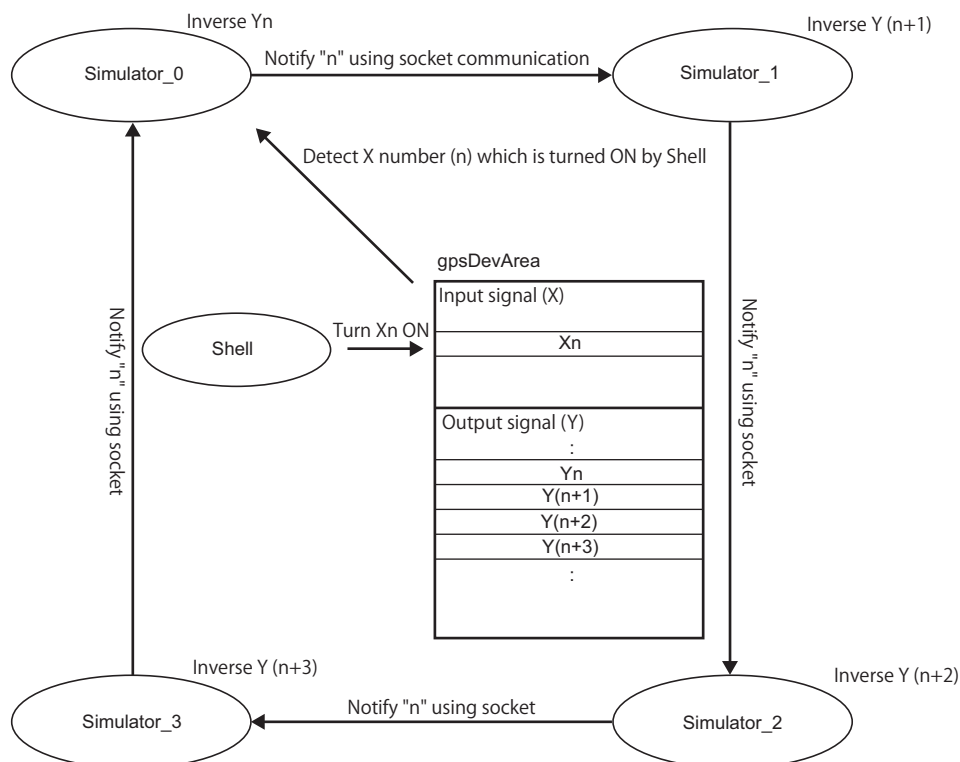 Inverse Yn
Inverse Y (n+1)
Simulator_0
Notify "n" using socket communication
Simulator_1
Detect X number (n) which is turned ON by Shell
gpsDevArea
Input signal (X)
Notify "n" using socket
Shell
Turn Xn ON
Xn
Notify "n" using socket
Output signal (Y)
:
Yn
Y(n+1)
Y(n+2)
Y(n+3)
:
Inverse Y (n+3)
Inverse Y (n+2)
Simulator_3
Notify "n" using socket
Simulator_2